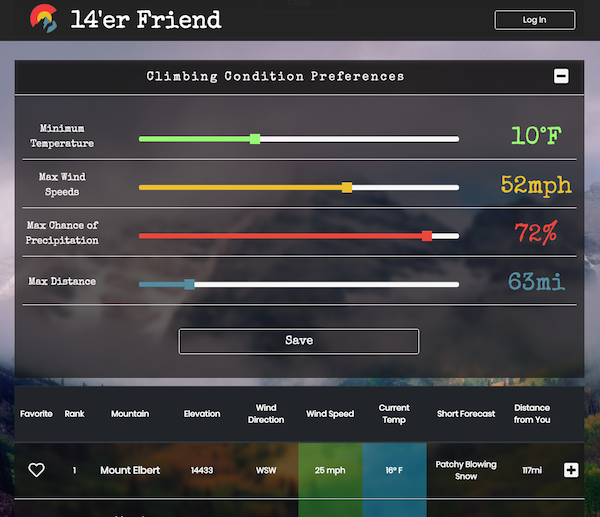 14'er Friend
Log In
Climbing Condition Preferences
Minimum
Temperature
10°F
Max Wind
Speeds
52mph
Max Chance of
Precipitation
72%
Max Distance
63mi
Save
Favorite Rank Mountain Elevation Wind Direction Wind Speed Current Temp Short Forecast Distance from You
1 Mount Elbert 14433 WSW 25 mph 16° F Patchy Blowing Snow 117mi